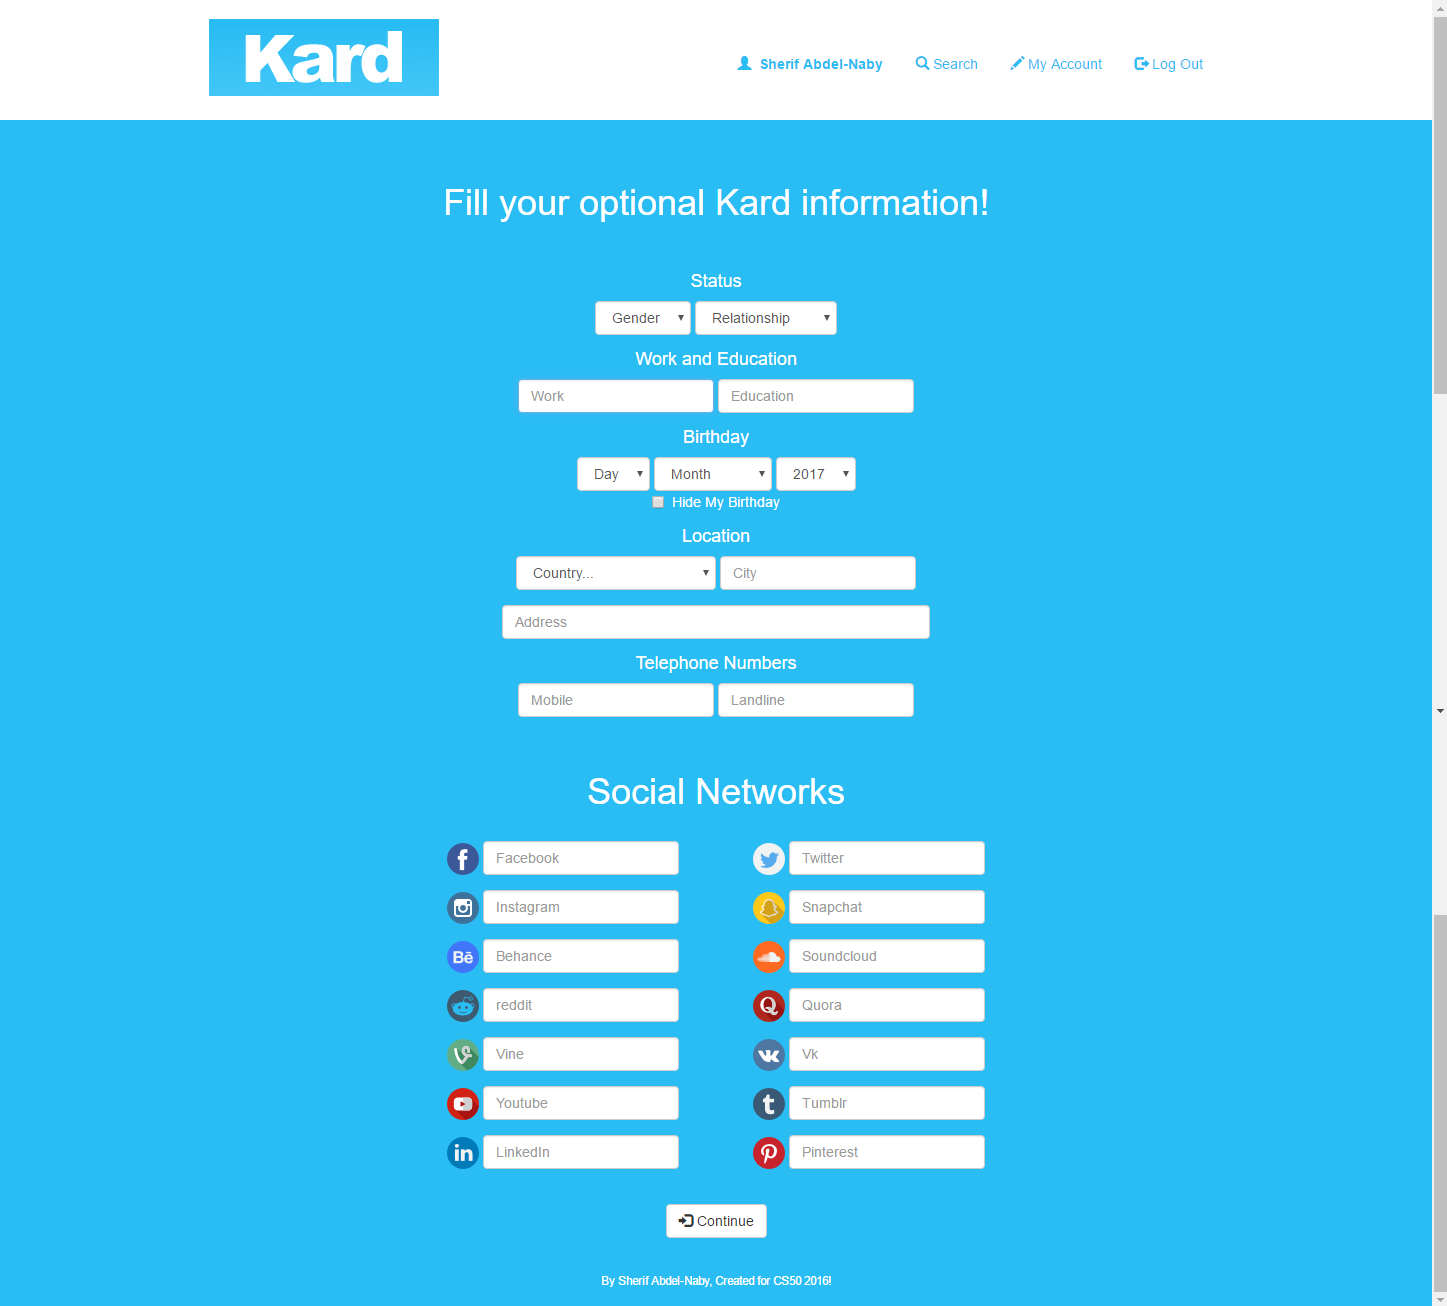 Kard
Sherif Abdel-Naby Search My Account Log Out
Fill your optional Kard information!
Status
Gender Relationship
Work and Education
Work Education
Birthday
Day Month 2017
Hide My Birthday
Location
Country... City
Address
Telephone Numbers
Mobile Landline
Social Networks
f Facebook Twitter
Instagram Snapchat
Bē Behance Soundcloud
reddit Q Quora
Vine Vk
Youtube t Tumblr
in LinkedIn Pinterest
Continue
By Sherif Abdel-Naby, Created for CS50 2016!